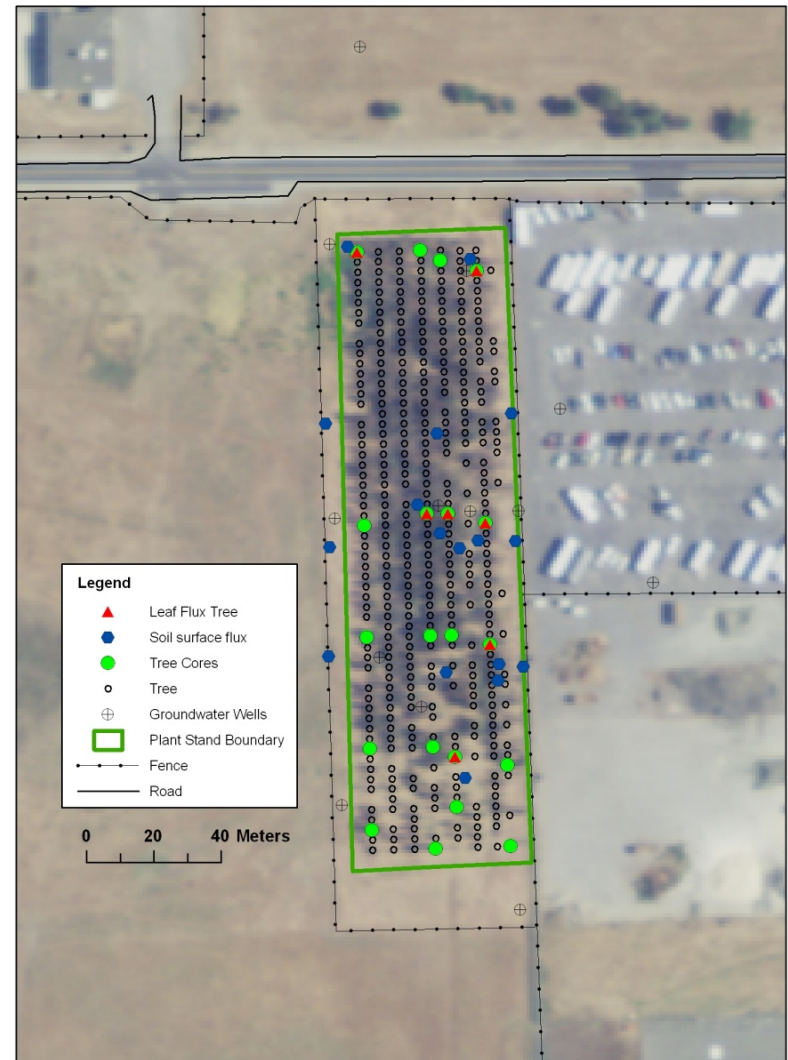 Legend
Leaf Flux Tree
Soil surface flux
Tree Cores
Tree
Groundwater Wells
Plant Stand Boundary
Fence
Road
0 20 40 Meters